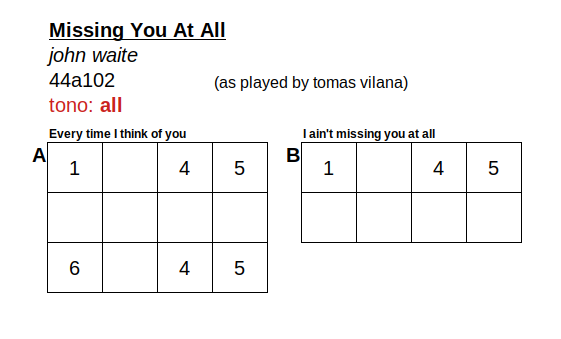 Missing You At All
john waite
44a102
(as played by tomas vilana)
tono: all
Every time I think of you
A
1 4 5
6 4 5
I ain't missing you at all
B
1 4 5